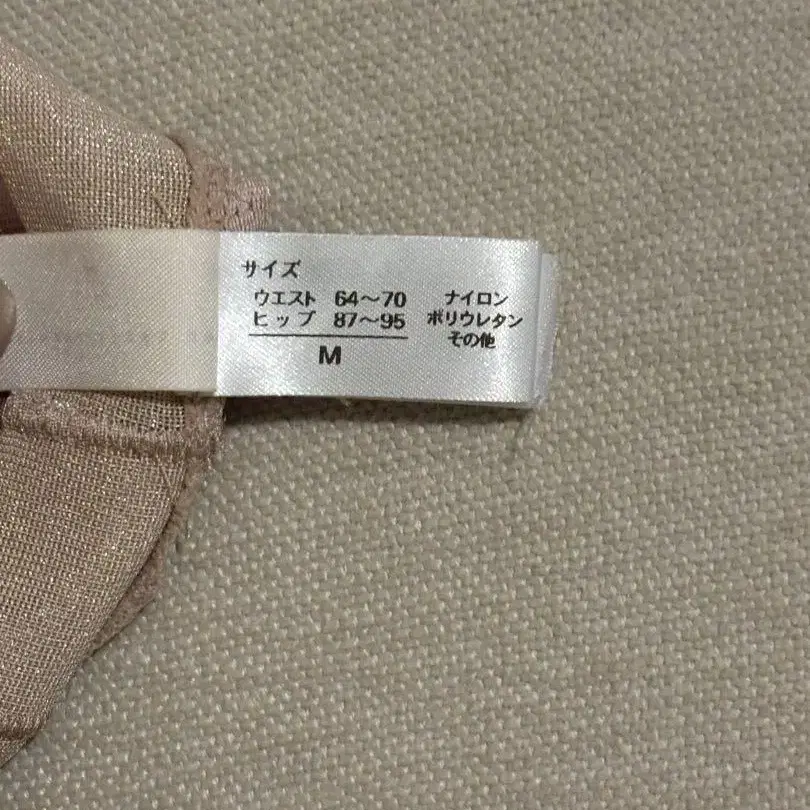 サイズ
ウエスト 64～70
ヒップ 87～95
M
ナイロン
ポリウレタン
その他